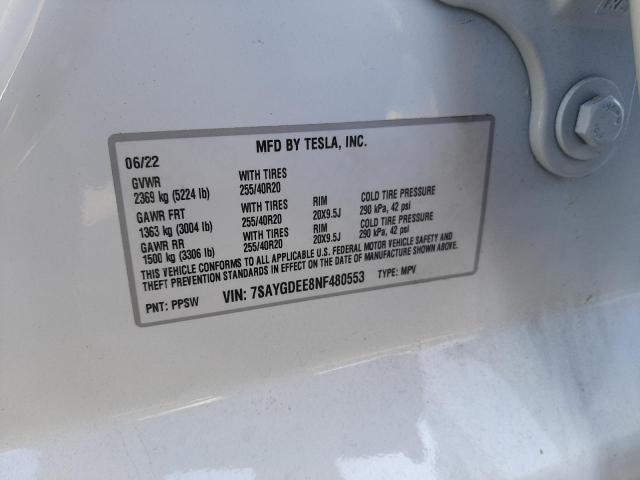 MFD BY TESLA, INC.
06/22
GVWR WITH TIRES
2369 kg (5224 lb) 255/40R20
GAWR FRT WITH TIRES RIM COLD TIRE PRESSURE
1363 kg (3004 lb) 255/40R20 20X9.5J 290 kPa, 42 psi
GAWR RR WITH TIRES RIM COLD TIRE PRESSURE
1500 kg (3306 lb) 255/40R20 20X9.5J 290 kPa, 42 psi
THIS VEHICLE CONFORMS TO ALL APPLICABLE U.S. FEDERAL MOTOR VEHICLE SAFETY AND
THEFT PREVENTION STANDARDS IN EFFECT ON THE DATE OF MANUFACTURE SHOWN ABOVE.
PNT: PPSW VIN: 7SAYGDEE8NF480553 TYPE: MPV